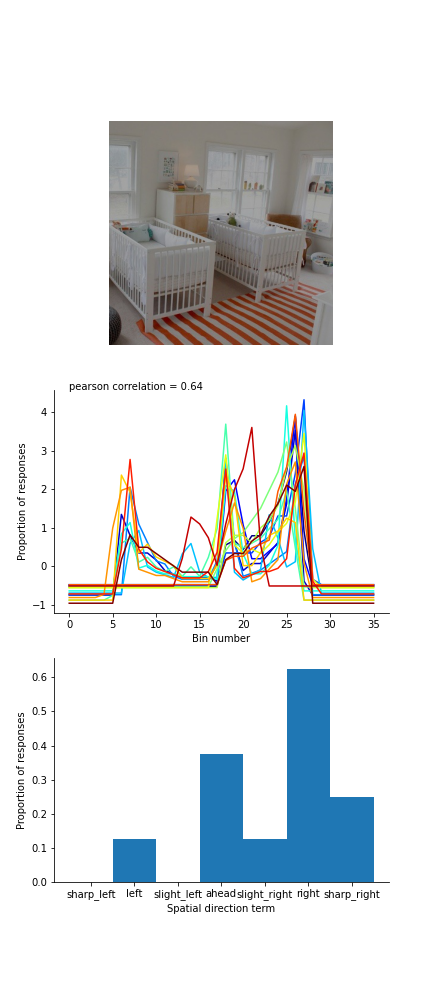 pearson correlation = 0.64
Proportion of responses
4
3
2
1
0
−1
0 5 10 15 20 25 30 35
Bin number
Proportion of responses
0.6
0.5
0.4
0.3
0.2
0.1
0.0
sharp_left left slight_left ahead slight_right right sharp_right
Spatial direction term